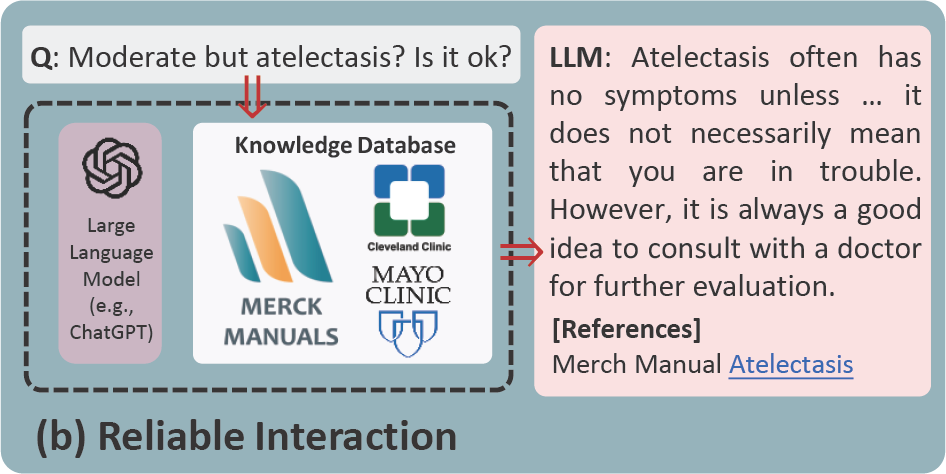 Q: Moderate but atelectasis? Is it ok?
Large
Language
Model
(e.g.,
ChatGPT)
Knowledge Database
MERCK
MANUALS
Cleveland Clinic
MAYO
CLINIC
LLM: Atelectasis often has
no symptoms unless … it
does not necessarily mean
that you are in trouble.
However, it is always a good
idea to consult with a doctor
for further evaluation.
[References]
Merch Manual Atelectasis
(b) Reliable Interaction